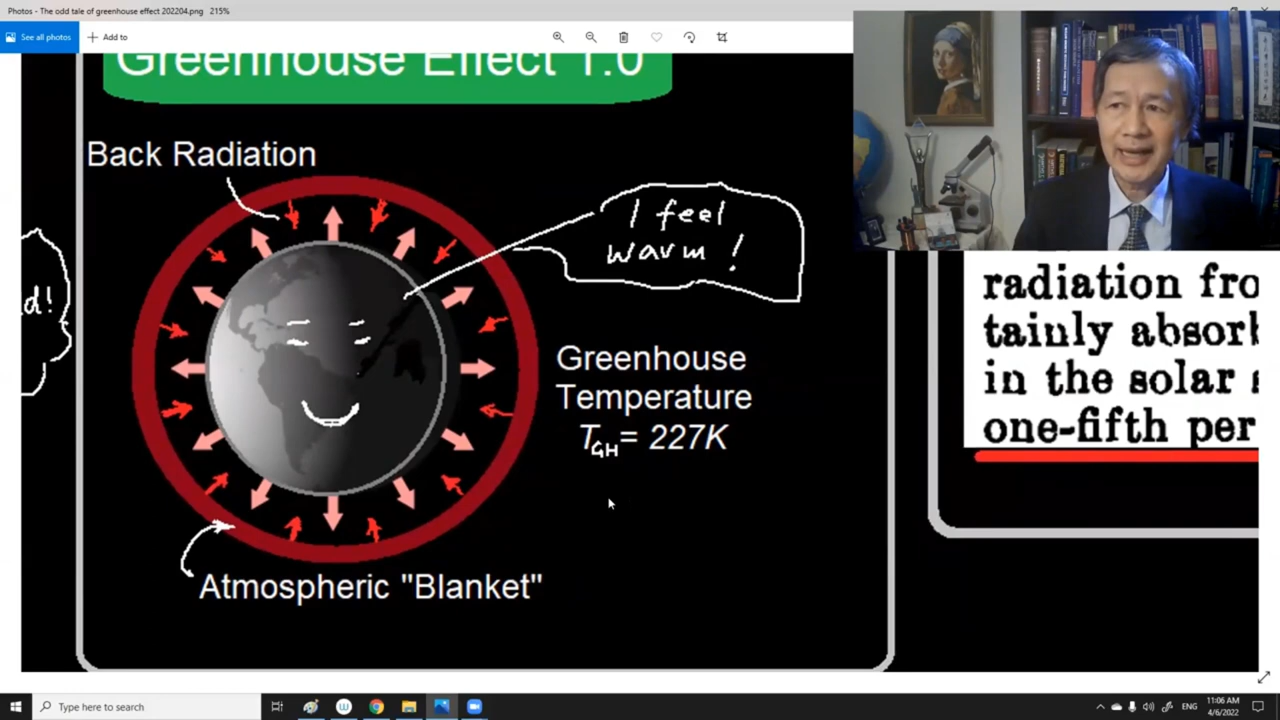 Photos - The odd tale of greenhouse effect 202204.png 215%
See all photos
Add to
Greenhouse Effect 1.0
Back Radiation
I feel
warm !
d!
radiation fro
tainly absorb
in the solar
one-fifth per
Greenhouse
Temperature
TGH= 227K
Atmospheric "Blanket"
Type here to search
ENG
11:06 AM
4/6/2022